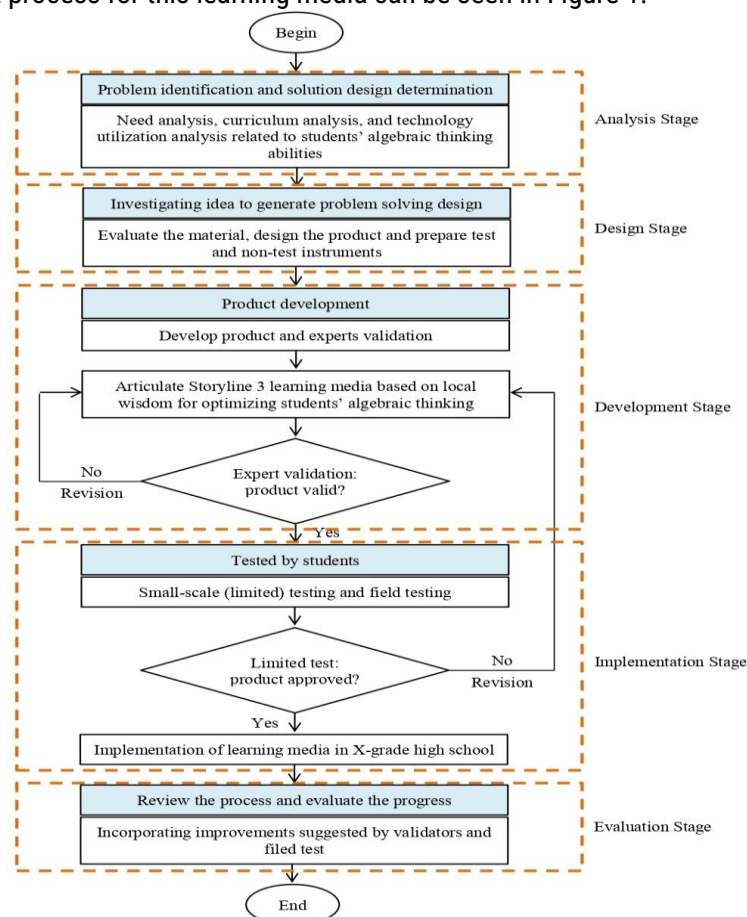 process for this learning media can be seen in Figure 1.
Begin
Problem identification and solution design determination
Need analysis, curriculum analysis, and technology
utilization analysis related to students' algebraic thinking
abilities
Analysis Stage
Investigating idea to generate problem solving design
Evaluate the material, design the product and prepare test
and non-test instruments
Design Stage
Product development
Develop product and experts validation
Articulate Storyline 3 learning media based on local
wisdom for optimizing students' algebraic thinking
Development Stage
Expert validation:
product valid?
No
Revision
Yes
Tested by students
Small-scale (limited) testing and field testing
Limited test:
product approved?
No
Revision
Implementation Stage
Yes
Implementation of learning media in X-grade high school
Review the process and evaluate the progress
Incorporating improvements suggested by validators and
filed test
Evaluation Stage
End